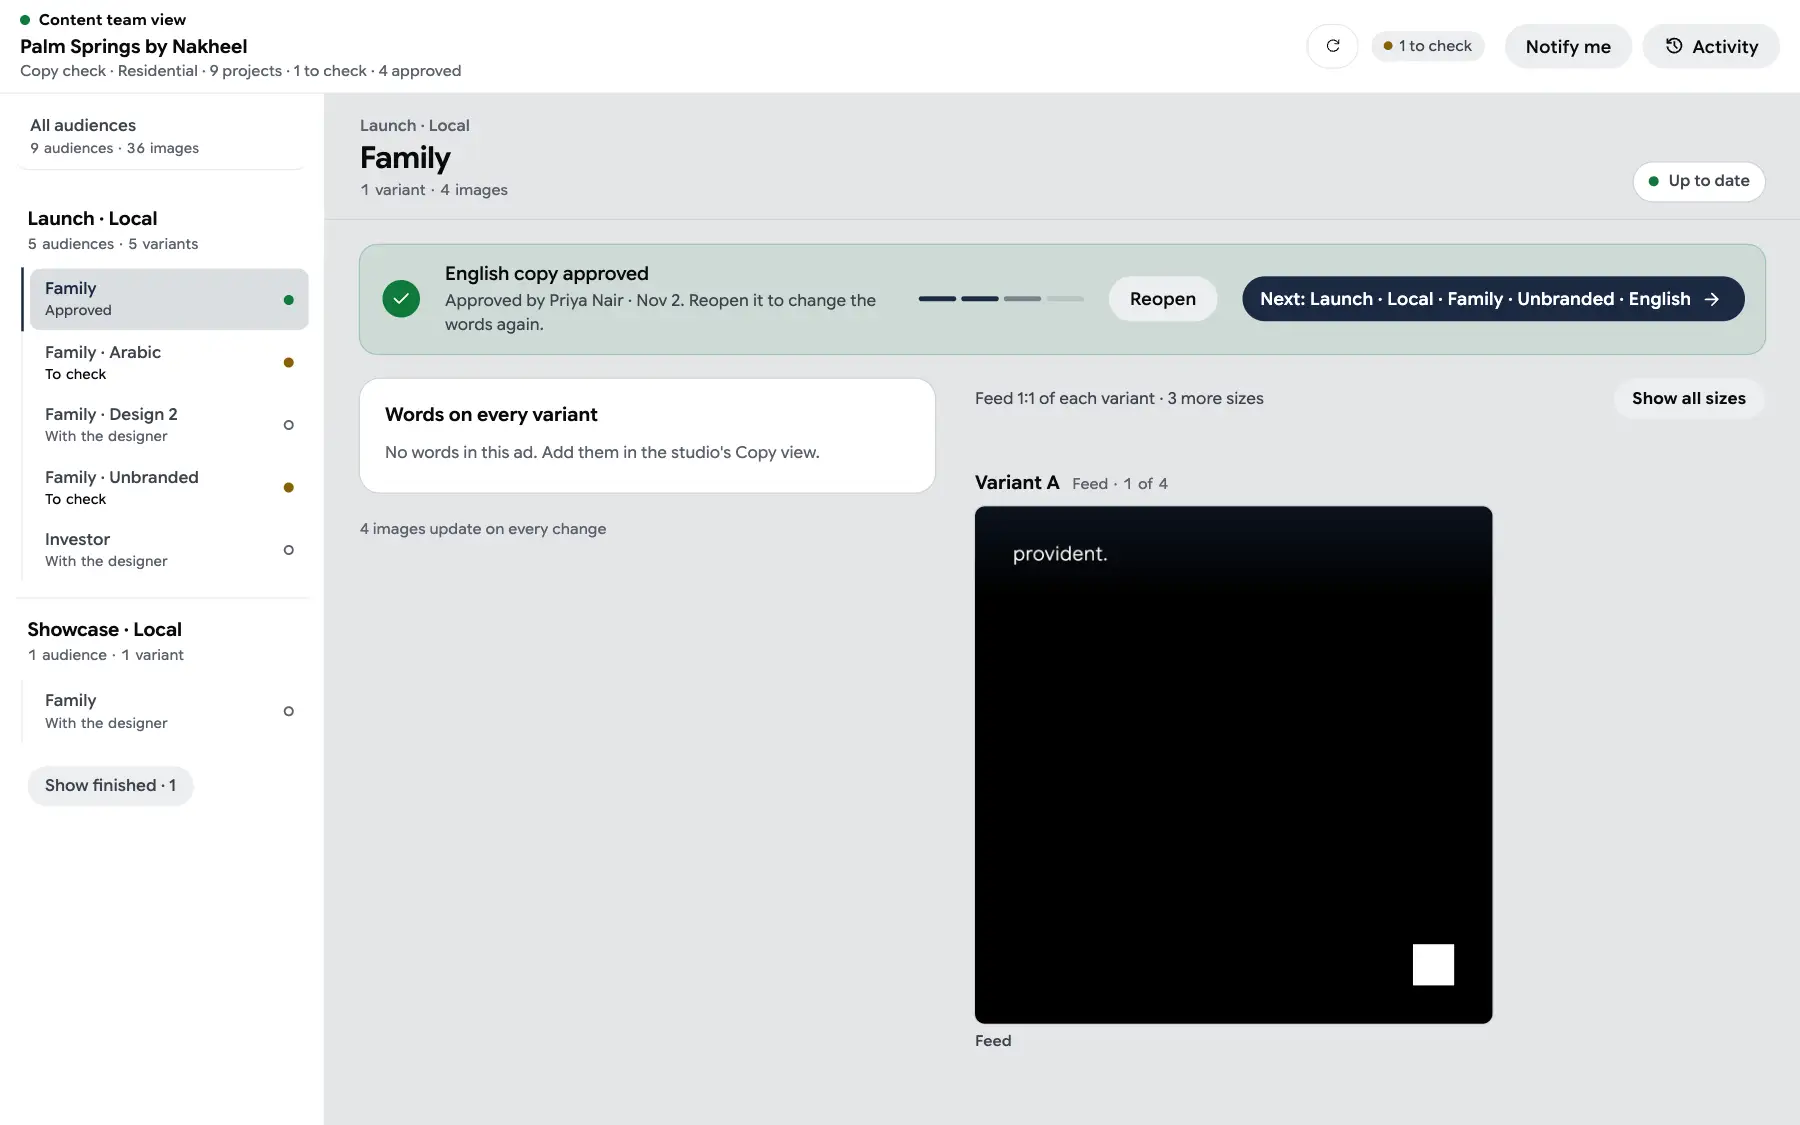 Content team view
Palm Springs by Nakheel
Copy check · Residential · 9 projects · 1 to check · 4 approved
1 to check
Notify me
Activity
All audiences
9 audiences · 36 images
Launch · Local
5 audiences · 5 variants
Family
Approved
Family · Arabic
To check
Family · Design 2
With the designer
Family · Unbranded
To check
Investor
With the designer
Showcase · Local
1 audience · 1 variant
Family
With the designer
Show finished · 1
Launch · Local
Family
1 variant · 4 images
Up to date
English copy approved
Approved by Priya Nair · Nov 2. Reopen it to change the
words again.
Reopen
Next: Launch · Local · Family · Unbranded · English
Words on every variant
No words in this ad. Add them in the studio's Copy view.
4 images update on every change
Feed 1:1 of each variant · 3 more sizes
Show all sizes
Variant A Feed · 1 of 4
provident.
Feed